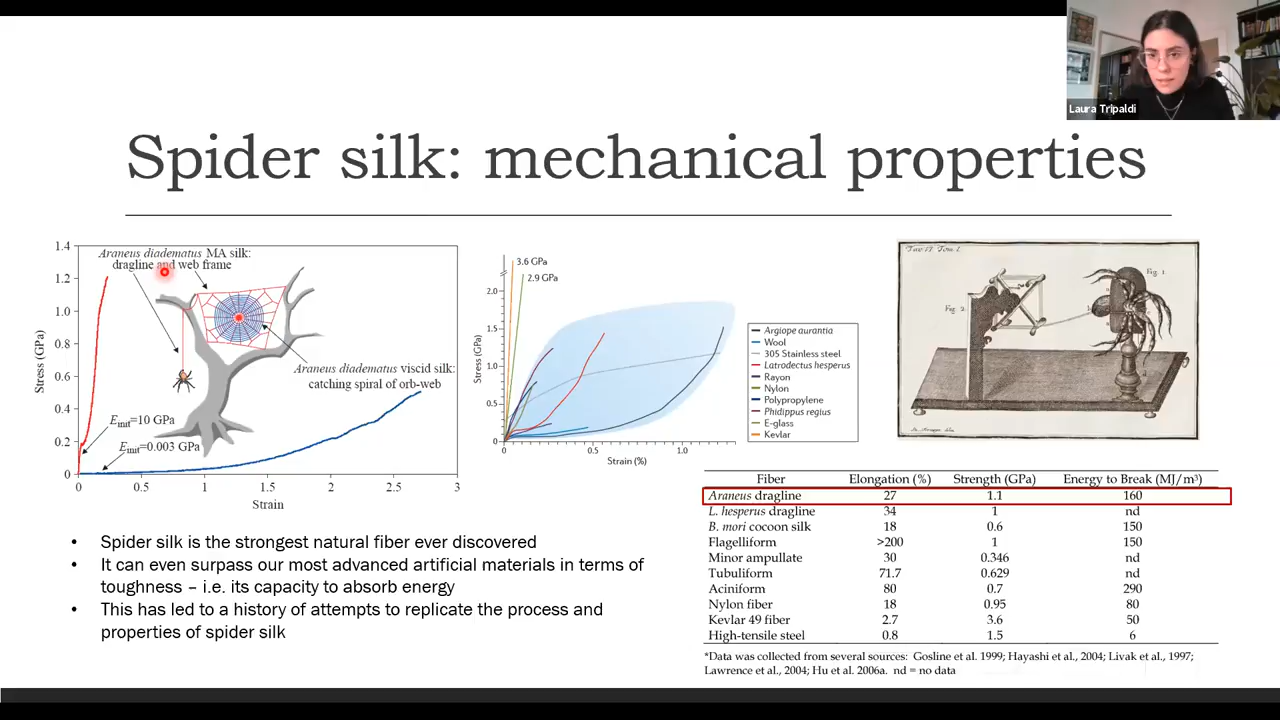 Laura Tripaldi
Spider silk: mechanical properties
1.4
1.2
1.0
0.8
0.6
0.4
0.2
0
Stress (GPa)
0
0.5
1
1.5
2
2.5
3
Strain
Araneus diadematus MA silk:
dragline and web frame
Araneus diadematus viscid silk:
catching spiral of orb-web
Einit=10 GPa
Einit=0.003 GPa
3.6 GPa
2.9 GPa
2.0
1.5
1.0
0.5
0
Stress (GPa)
0
0.5
1.0
Strain (%)
Argiope aurantia
Wool
305 Stainless steel
Latrodectus hesperus
Rayon
Nylon
Polypropylene
Phidippus regius
E-glass
Kevlar
Fig. 1.
Fig. 2.
Fiber Elongation (%) Strength (GPa) Energy to Break (MJ/m³)
Araneus dragline 27 1.1 160
L. hesperus dragline 34 1 nd
B. mori cocoon silk 18 0.6 150
Flagelliform >200 1 150
Minor ampullate 30 0.346 nd
Tubuliform 71.7 0.629 nd
Aciniform 80 0.7 290
Nylon fiber 18 0.95 80
Kevlar 49 fiber 2.7 3.6 50
High-tensile steel 0.8 1.5 6
*Data was collected from several sources: Gosline et al. 1999; Hayashi et al., 2004; Livak et al., 1997;
Lawrence et al., 2004; Hu et al. 2006a. nd = no data
• Spider silk is the strongest natural fiber ever discovered
• It can even surpass our most advanced artificial materials in terms of
toughness – i.e. its capacity to absorb energy
• This has led to a history of attempts to replicate the process and
properties of spider silk